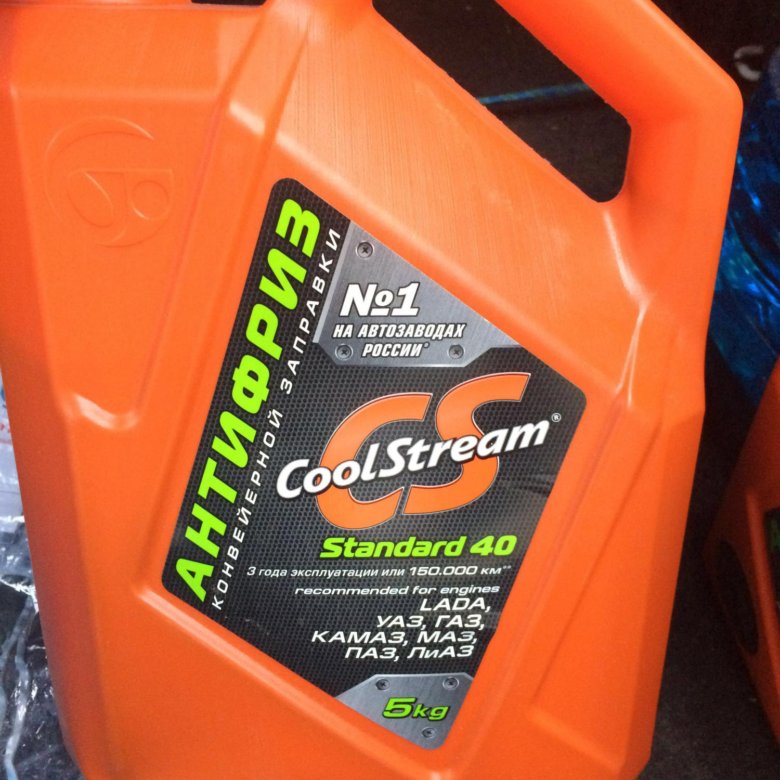 АНТИФРИЗ
КОНВЕЙЕРНОЙ ЗАПРАВКИ
№1
НА АВТОЗАВОДАХ
РОССИИ*
CS
CoolStream®
Standard 40
3 года эксплуатации или 150.000 км**
recommended for engines
LADA,
УАЗ, ГАЗ,
КАМАЗ, МАЗ,
ПАЗ, ЛиАЗ
5kg